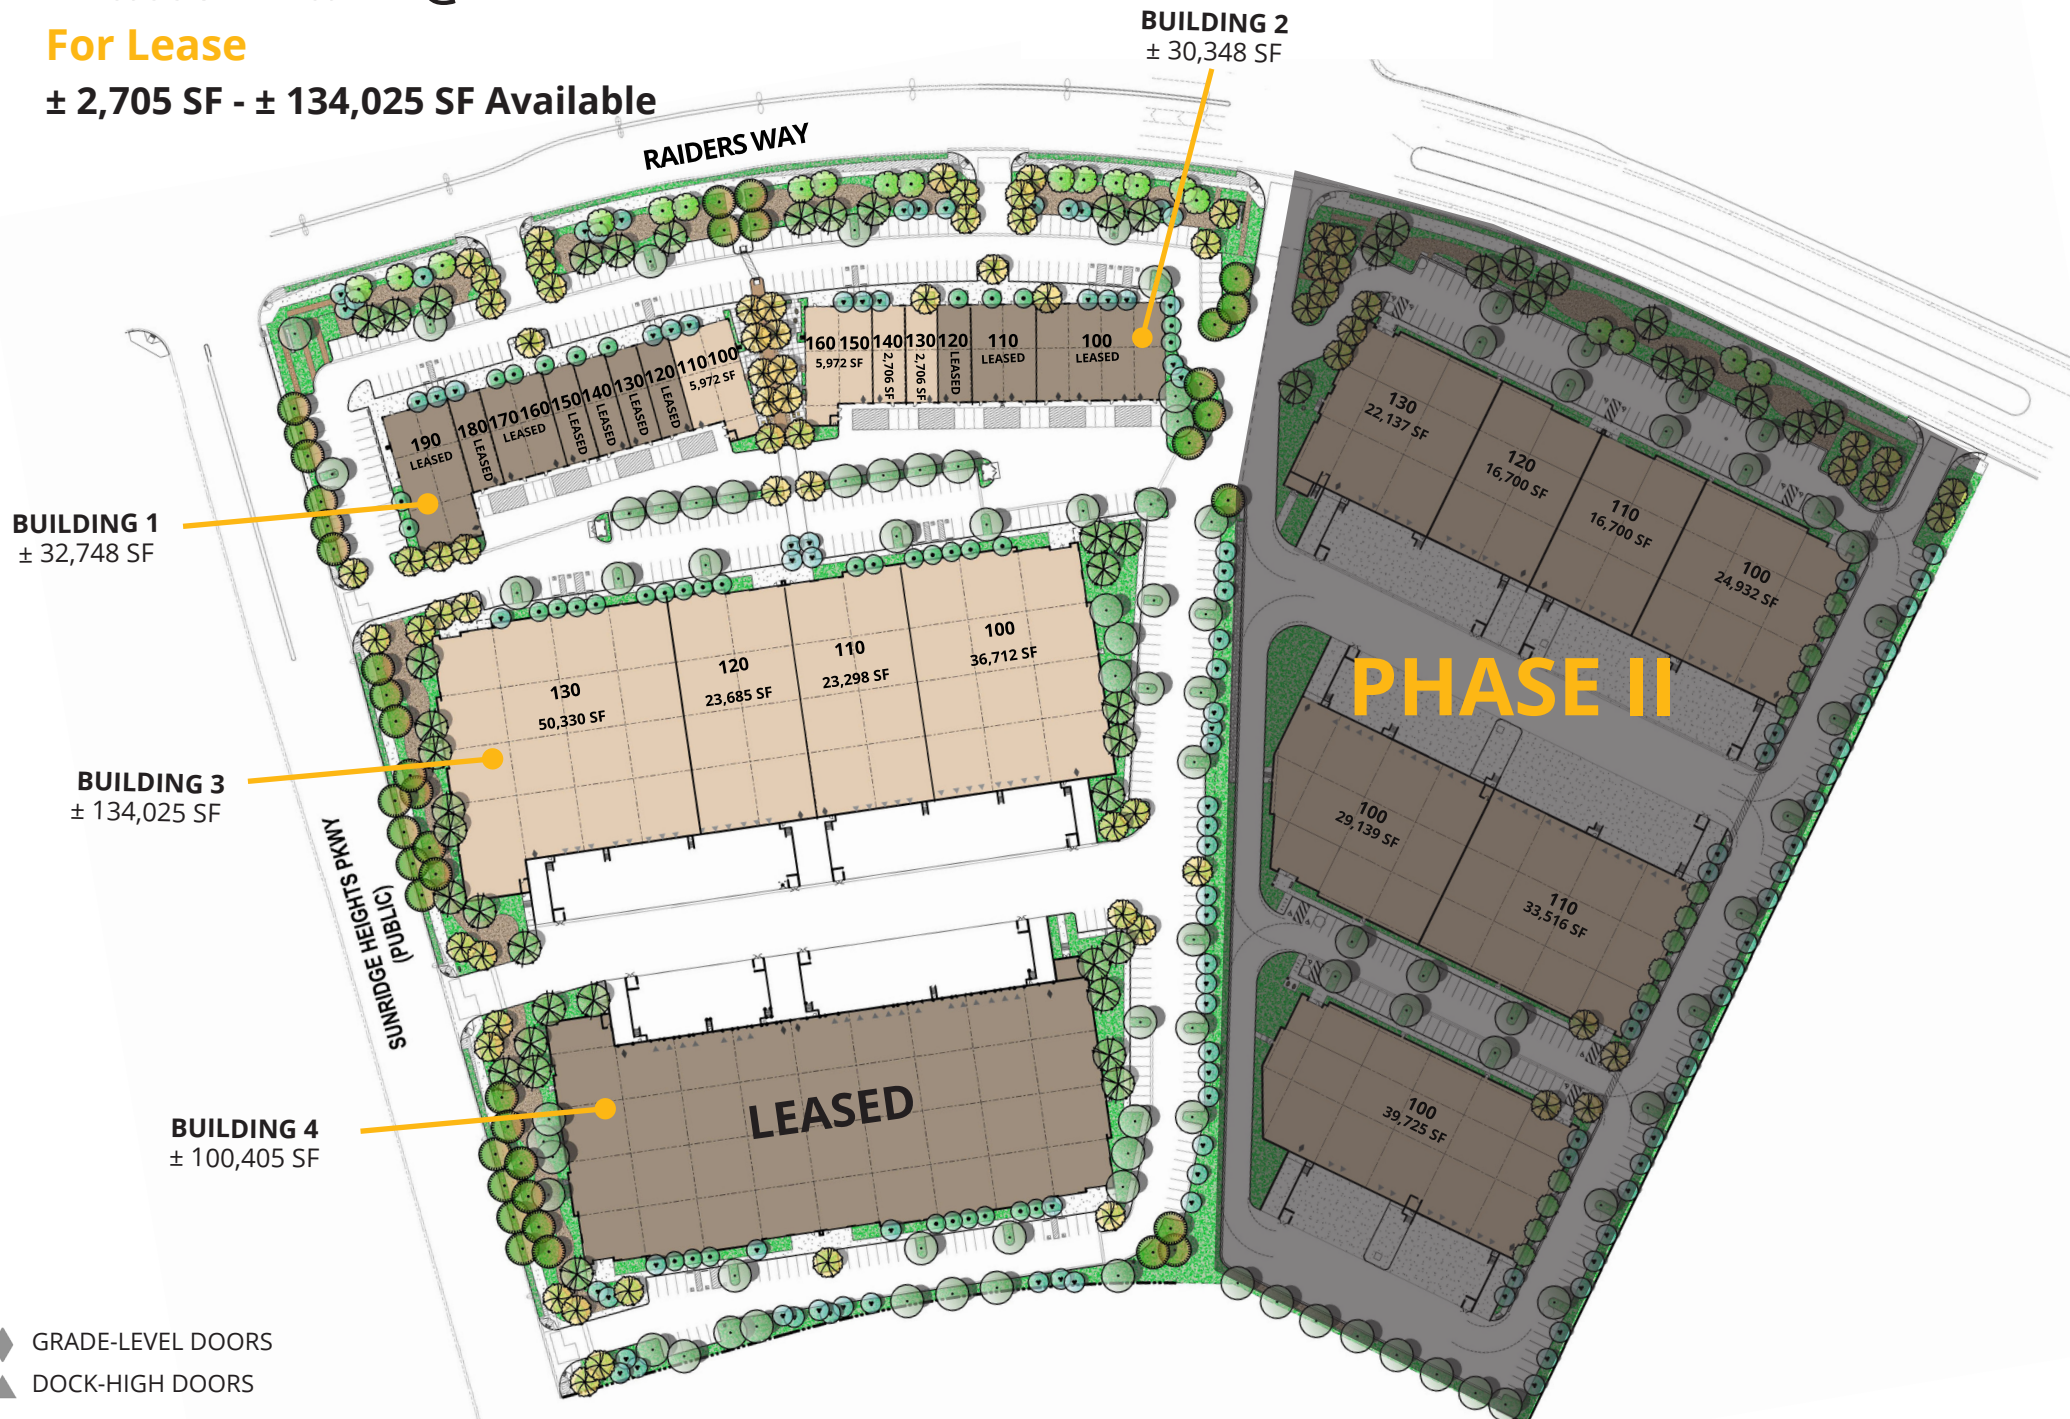 For Lease
± 2,705 SF - ± 134,025 SF Available
BUILDING 2
± 30,348 SF
RAIDERS WAY
190
LEASED
180
LEASED
170 160
LEASED
150
LEASED
140
LEASED
130
LEASED
120
LEASED
110 100
5,972 SF
160 150
5,972 SF
140
2,706 SF
130
2,706 SF
120
LEASED
110
LEASED
100
LEASED
BUILDING 1
± 32,748 SF
130
50,330 SF
120
23,685 SF
110
23,298 SF
100
36,712 SF
BUILDING 3
± 134,025 SF
SUNRIDGE HEIGHTS PKWY
(PUBLIC)
BUILDING 4
± 100,405 SF
LEASED
130
22,137 SF
120
16,700 SF
110
16,700 SF
100
24,932 SF
PHASE II
100
29,139 SF
110
33,516 SF
100
39,725 SF
GRADE-LEVEL DOORS
DOCK-HIGH DOORS